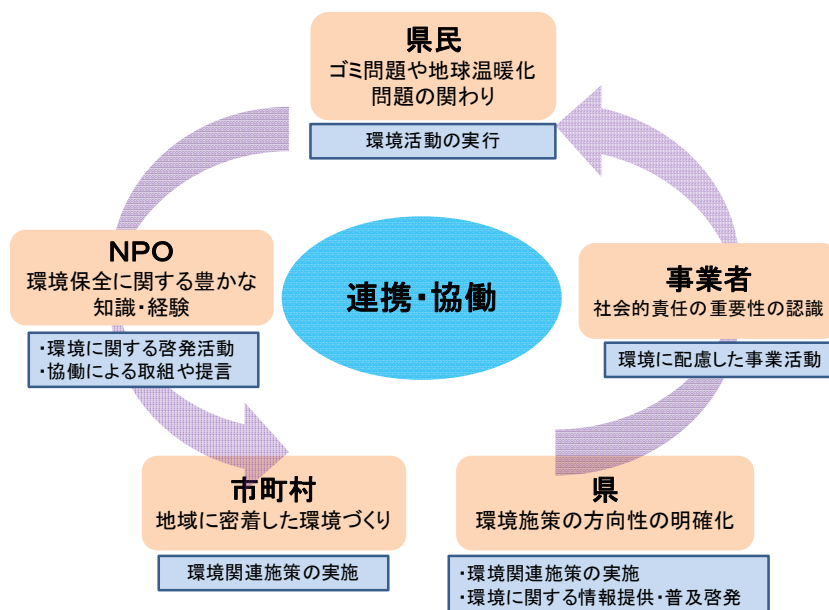 県民
ゴミ問題や地球温暖化
問題の関わり
環境活動の実行
NPO
環境保全に関する豊かな
知識・経験
・環境に関する啓発活動
・協働による取組や提言
連携・協働
事業者
社会的責任の重要性の認識
環境に配慮した事業活動
市町村
地域に密着した環境づくり
環境関連施策の実施
県
環境施策の方向性の明確化
・環境関連施策の実施
・環境に関する情報提供・普及啓発